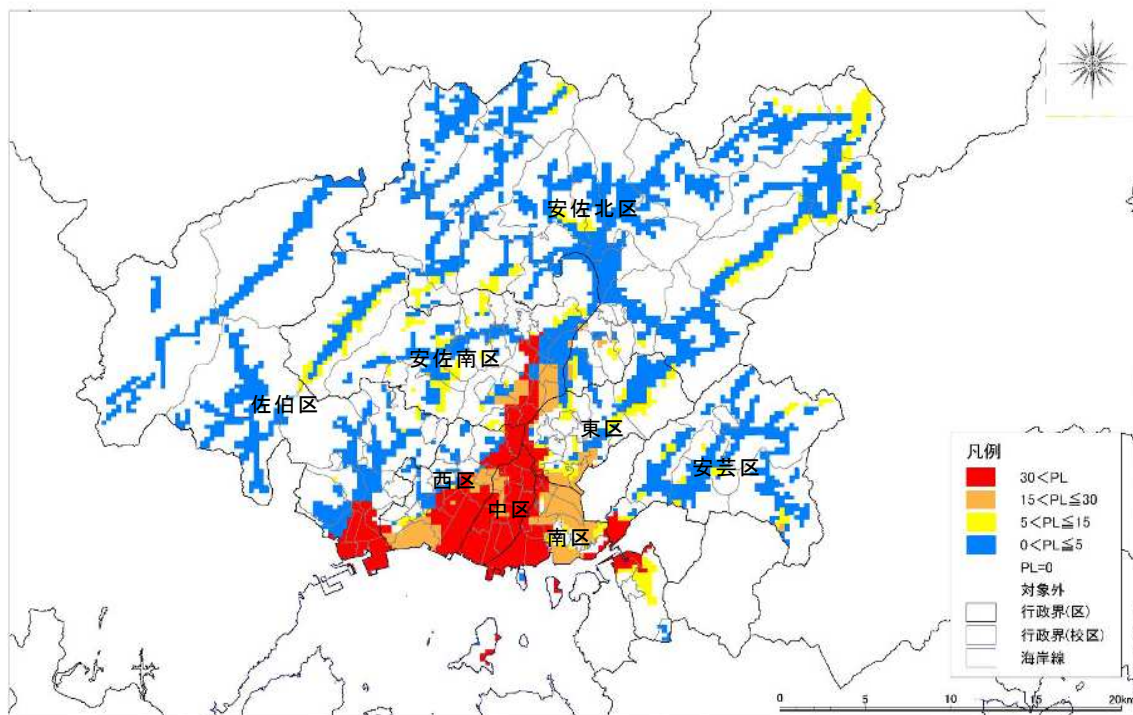 安佐北区
安佐南区
佐伯区
東区
安芸区
西区
中区
南区
凡例
30<PL
15<PL≦30
5<PL≦15
0<PL≦5
PL=0
対象外
行政界(区)
行政界(校区)
海岸線
0 5 10 15 20km